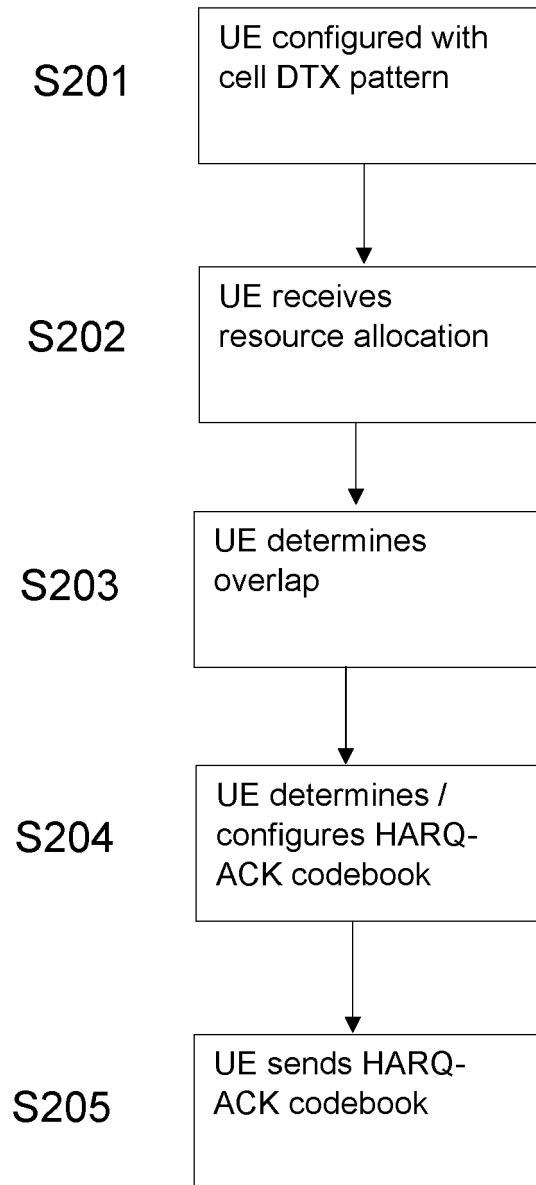 S201
UE configured with
cell DTX pattern
S202
UE receives
resource allocation
S203
UE determines
overlap
S204
UE determines /
configures HARQ-
ACK codebook
S205
UE sends HARQ-
ACK codebook